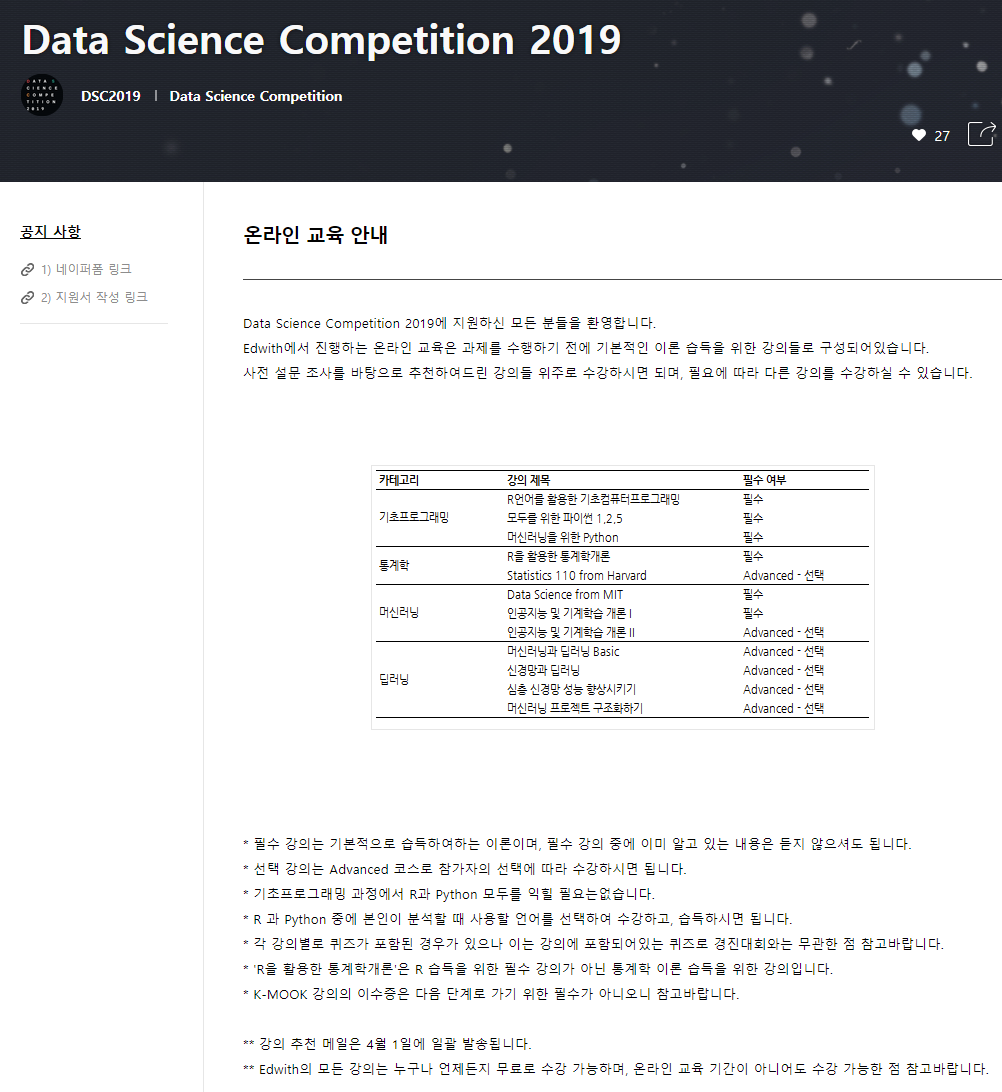 Data Science Competition 2019
DATA S
CIENCE
COMPE
TITION
2019
DSC2019 | Data Science Competition
27
공지 사항
1) 네이퍼폼 링크
2) 지원서 작성 링크
온라인 교육 안내
Data Science Competition 2019에 지원하신 모든 분들을 환영합니다.
Edwith에서 진행하는 온라인 교육은 과제를 수행하기 전에 기본적인 이론 습득을 위한 강의들로 구성되어있습니다.
사전 설문 조사를 바탕으로 추천하여드린 강의들 위주로 수강하시면 되며, 필요에 따라 다른 강의를 수강하실 수 있습니다.
카테고리 강의 제목 필수 여부
기초프로그래밍 R언어를 활용한 기초컴퓨터프로그래밍 필수
모두를 위한 파이썬 1,2,5 필수
머신러닝을 위한 Python 필수
통계학 R을 활용한 통계학개론 필수
Statistics 110 from Harvard Advanced - 선택
머신러닝 Data Science from MIT 필수
인공지능 및 기계학습 개론 I 필수
인공지능 및 기계학습 개론 II Advanced - 선택
딥러닝 머신러닝과 딥러닝 Basic Advanced - 선택
신경망과 딥러닝 Advanced - 선택
심층 신경망 성능 향상시키기 Advanced - 선택
머신러닝 프로젝트 구조화하기 Advanced - 선택
* 필수 강의는 기본적으로 습득하여하는 이론이며, 필수 강의 중에 이미 알고 있는 내용은 듣지 않으셔도 됩니다.
* 선택 강의는 Advanced 코스로 참가자의 선택에 따라 수강하시면 됩니다.
* 기초프로그래밍 과정에서 R과 Python 모두를 익힐 필요는없습니다.
* R 과 Python 중에 본인이 분석할 때 사용할 언어를 선택하여 수강하고, 습득하시면 됩니다.
* 각 강의별로 퀴즈가 포함된 경우가 있으나 이는 강의에 포함되어있는 퀴즈로 경진대회와는 무관한 점 참고바랍니다.
* 'R을 활용한 통계학개론'은 R 습득을 위한 필수 강의가 아닌 통계학 이론 습득을 위한 강의입니다.
* K-MOOK 강의의 이수증은 다음 단계로 가기 위한 필수가 아니오니 참고바랍니다.
** 강의 추천 메일은 4월 1일에 일괄 발송됩니다.
** Edwith의 모든 강의는 누구나 언제든지 무료로 수강 가능하며, 온라인 교육 기간이 아니어도 수강 가능한 점 참고바랍니다.